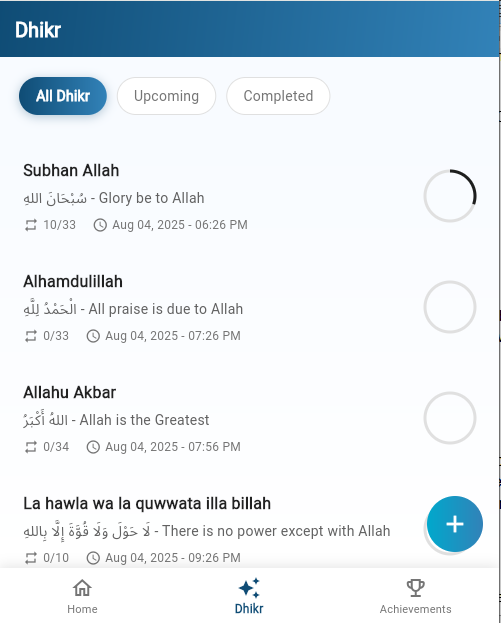 Dhikr
All Dhikr
Upcoming
Completed
Subhan Allah
سُبْحَانَ اللهِ - Glory be to Allah
10/33 Aug 04, 2025 - 06:26 PM
Alhamdulillah
الْحَمْدُ لِلَّهِ - All praise is due to Allah
0/33 Aug 04, 2025 - 07:26 PM
Allahu Akbar
اللهُ أَكْبَرُ - Allah is the Greatest
0/34 Aug 04, 2025 - 07:56 PM
La hawla wa la quwwata illa billah
لَا حَوْلَ وَلَا قُوَّةَ إِلَّا بِاللهِ - There is no power except with Allah
0/10 Aug 04, 2025 - 09:26 PM
Home
Dhikr
Achievements